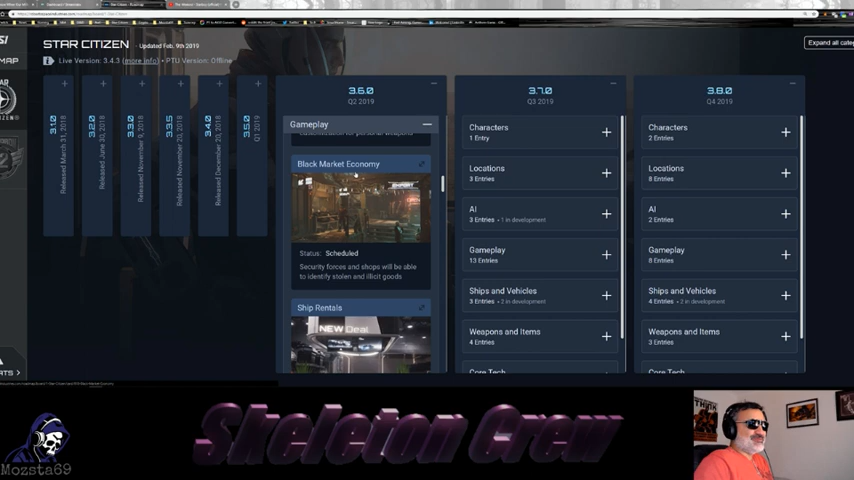 STAR CITIZEN • Updated Feb. 9th 2019
Expand all cate
Live Version: 3.4.3 (more info) • PTU Version: Offline
MAP
3.1.0
Released March 31, 2018
3.2.0
Released June 30, 2018
3.3.0
Released November 9, 2018
3.3.5
Released November 20, 2018
3.4.0
Released December 20, 2018
3.5.0
Q1 2019
3.6.0
Q2 2019
Gameplay
Black Market Economy
Status: Scheduled
Security forces and shops will be able
to identify stolen and illicit goods
Ship Rentals
NEW Deal
3.7.0
Q3 2019
Characters
1 Entry
Locations
3 Entries
AI
3 Entries • 1 in development
Gameplay
13 Entries
Ships and Vehicles
3 Entries • 2 in development
Weapons and Items
4 Entries
Core Tech
3.8.0
Q4 2019
Characters
2 Entries
Locations
8 Entries
AI
2 Entries
Gameplay
8 Entries
Ships and Vehicles
4 Entries • 2 in development
Weapons and Items
3 Entries
Core Tech
Skeleton Crew
Mozsta69
THINK